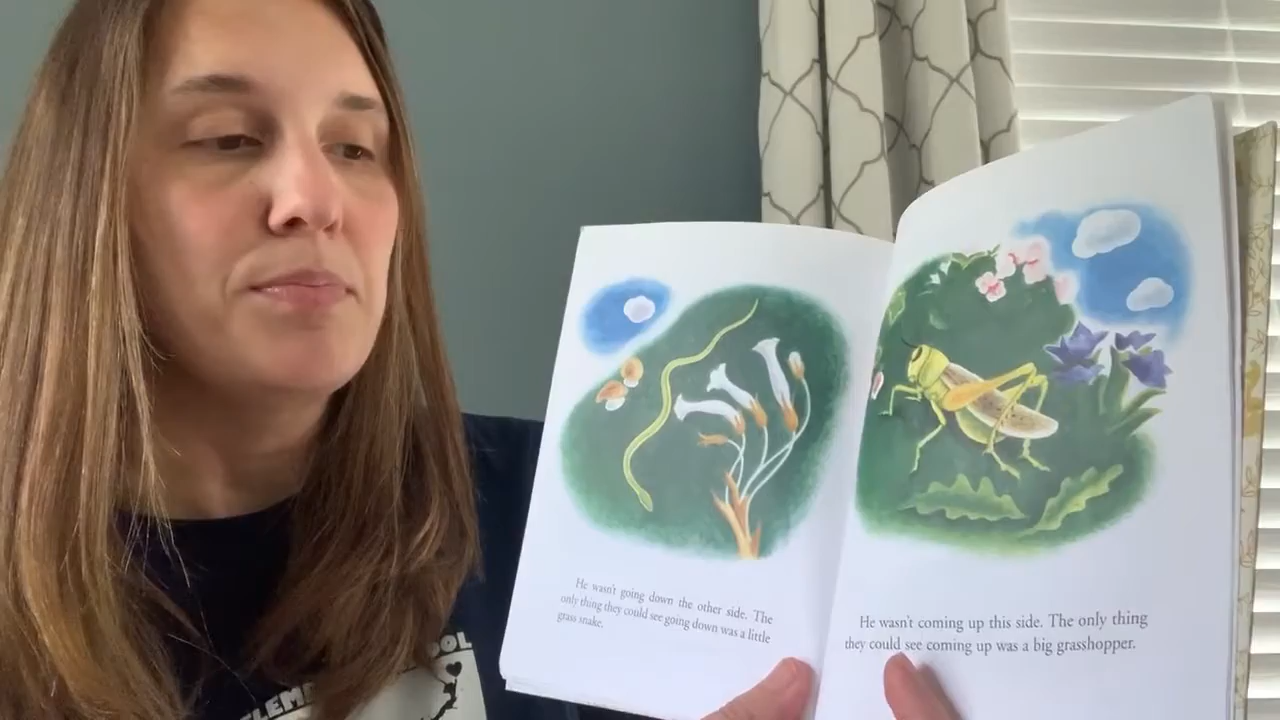 He wasn't going down the other side. The
only thing they could see going down was a little
grass snake.
He wasn't coming up this side. The only thing
they could see coming up was a big grasshopper.